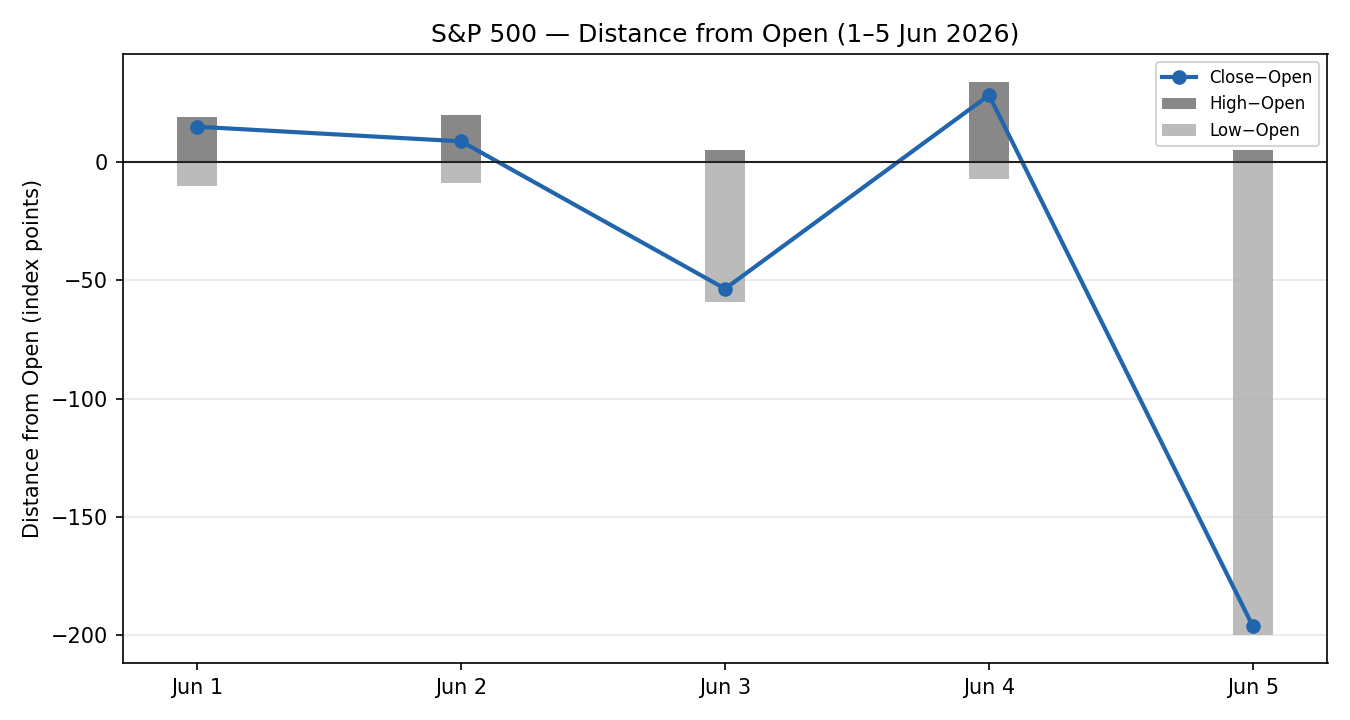 S&P 500 — Distance from Open (1–5 Jun 2026)
Close−Open
High−Open
Low−Open
Distance from Open (index points)
0
−50
−100
−150
−200
Jun 1
Jun 2
Jun 3
Jun 4
Jun 5